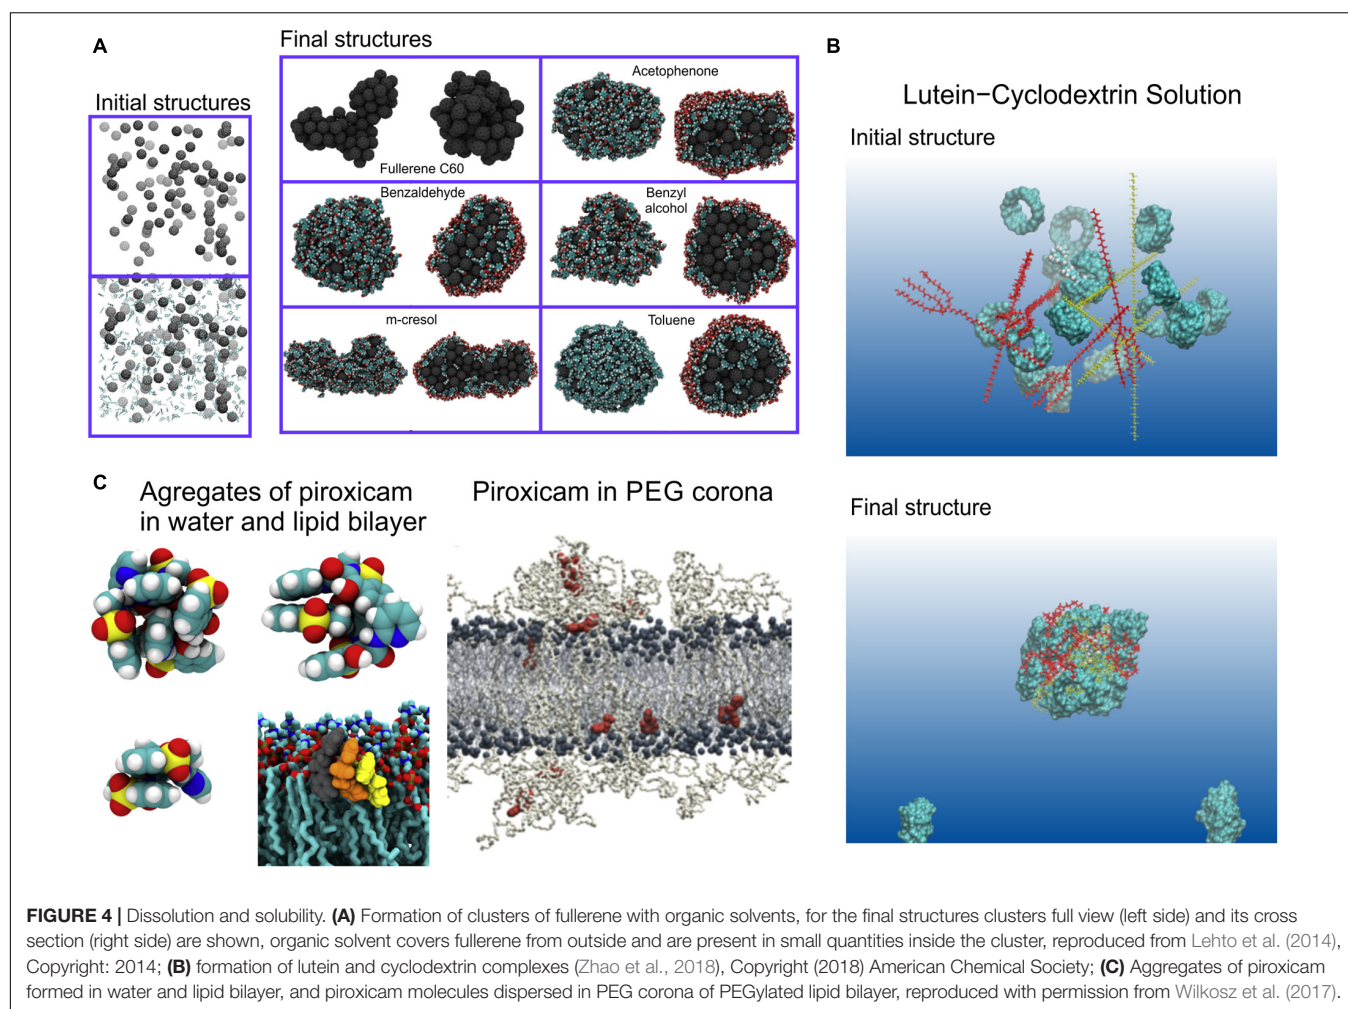 A
Final structures
Initial structures
Fullerene C60
Acetophenone
Benzaldehyde
Benzyl
alcohol
m-cresol
Toluene
B
Lutein−Cyclodextrin Solution
Initial structure
Final structure
C
Agregates of piroxicam
in water and lipid bilayer
Piroxicam in PEG corona
FIGURE 4 | Dissolution and solubility. (A) Formation of clusters of fullerene with organic solvents, for the final structures clusters full view (left side) and its cross
section (right side) are shown, organic solvent covers fullerene from outside and are present in small quantities inside the cluster, reproduced from Lehto et al. (2014),
Copyright: 2014; (B) formation of lutein and cyclodextrin complexes (Zhao et al., 2018), Copyright (2018) American Chemical Society; (C) Aggregates of piroxicam
formed in water and lipid bilayer, and piroxicam molecules dispersed in PEG corona of PEGylated lipid bilayer, reproduced with permission from Wilkosz et al. (2017).